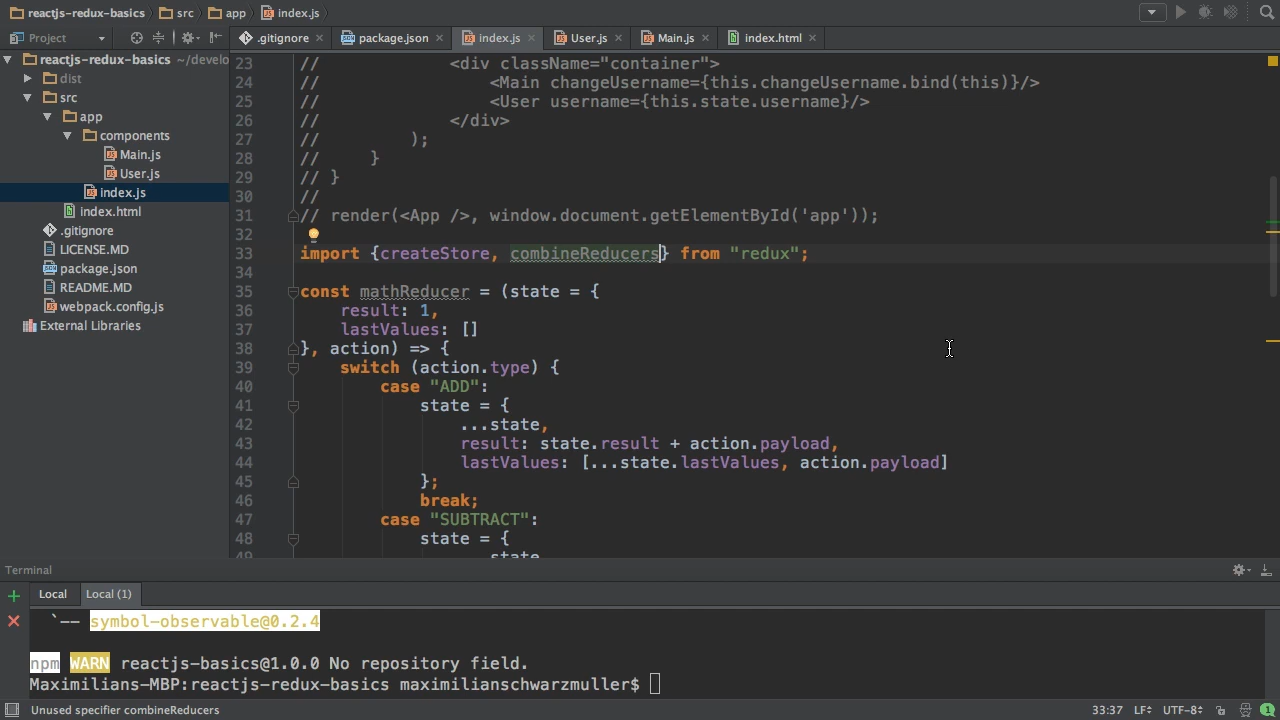 reactjs-redux-basics src app index.js
Project .gitignore package.json index.js User.js Main.js index.html
reactjs-redux-basics ~/develo
dist
src
app
components
Main.js
User.js
index.js
index.html
.gitignore
LICENSE.MD
package.json
README.MD
webpack.config.js
External Libraries
23 // <div className="container">
24 // <Main changeUsername={this.changeUsername.bind(this)}/>
25 // <User username={this.state.username}/>
26 // </div>
27 // );
28 // }
29 // }
30 //
31 // render(<App />, window.document.getElementById('app'));
32
33 import {createStore, combineReducers} from "redux";
34
35 const mathReducer = (state = {
36 result: 1,
37 lastValues: []
38 }, action) => {
39 switch (action.type) {
40 case "ADD":
41 state = {
42 ...state,
43 result: state.result + action.payload,
44 lastValues: [...state.lastValues, action.payload]
45 };
46 break;
47 case "SUBTRACT":
48 state = {
49 ...state,
Terminal
Local Local (1)
`-- symbol-observable@0.2.4
npm WARN reactjs-basics@1.0.0 No repository field.
Maximilians-MBP:reactjs-redux-basics maximilianschwarzmuller$
Unused specifier combineReducers 33:37 LF UTF-8 1